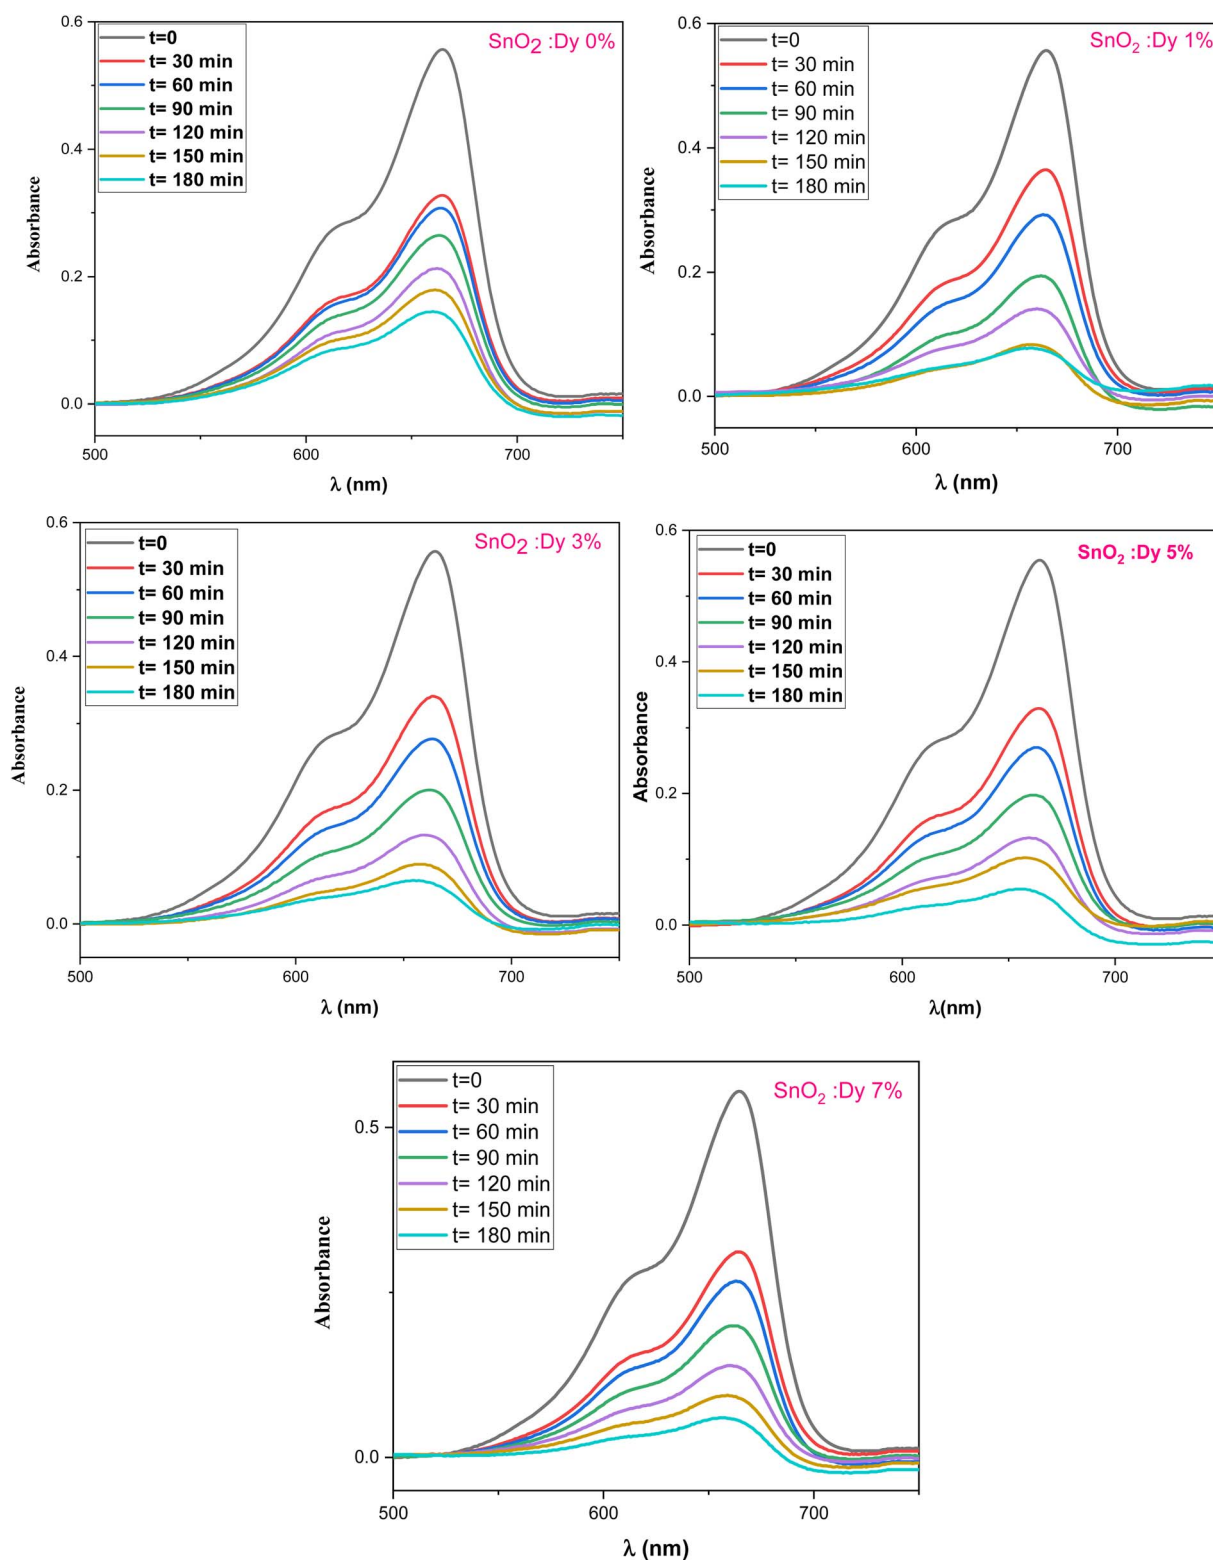 0.6
t=0
t= 30 min
t= 60 min
t= 90 min
t= 120 min
t= 150 min
t= 180 min
SnO2 :Dy 0%
0.4
0.2
0.0
Absorbance
500
600
700
λ (nm)
0.6
t=0
t= 30 min
t= 60 min
t= 90 min
t= 120 min
t= 150 min
t= 180 min
SnO2 :Dy 1%
0.4
0.2
0.0
Absorbance
500
600
700
λ (nm)
0.6
t=0
t= 30 min
t= 60 min
t= 90 min
t= 120 min
t= 150 min
t= 180 min
SnO2 :Dy 3%
0.4
0.2
0.0
Absorbance
500
600
700
λ (nm)
0.6
t=0
t= 30 min
t= 60 min
t= 90 min
t= 120 min
t= 150 min
t= 180 min
SnO2 :Dy 5%
0.4
0.2
0.0
Absorbance
500
600
700
λ(nm)
t=0
t= 30 min
t= 60 min
t= 90 min
t= 120 min
t= 150 min
t= 180 min
SnO2 :Dy 7%
0.5
0.0
Absorbance
500
600
700
λ (nm)